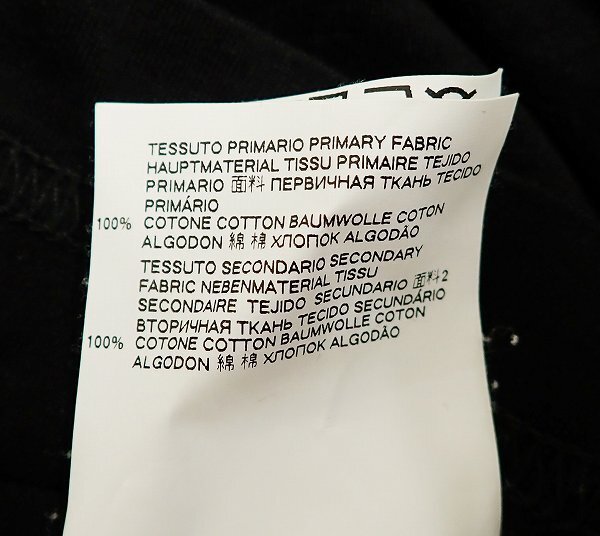 TESSUTO PRIMARIO PRIMARY FABRIC
HAUPTMATERIAL TISSU PRIMAIRE TEJIDO
PRIMARIO 面料 ПЕРВИЧНАЯ ТКАНЬ TECIDO
PRIMÁRIO
100% COTONE COTTON BAUMWOLLE COTON
ALGODON 綿 棉 ХЛОПОК ALGODÃO
TESSUTO SECONDARIO SECONDARY
FABRIC NEBENMATERIAL TISSU
SECONDAIRE TEJIDO SECUNDARIO 面料2
ВТОРИЧНАЯ ТКАНЬ TECIDO SECUNDÁRIO
100% COTONE COTTON BAUMWOLLE COTON
ALGODON 綿 棉 ХЛОПОК ALGODÃO